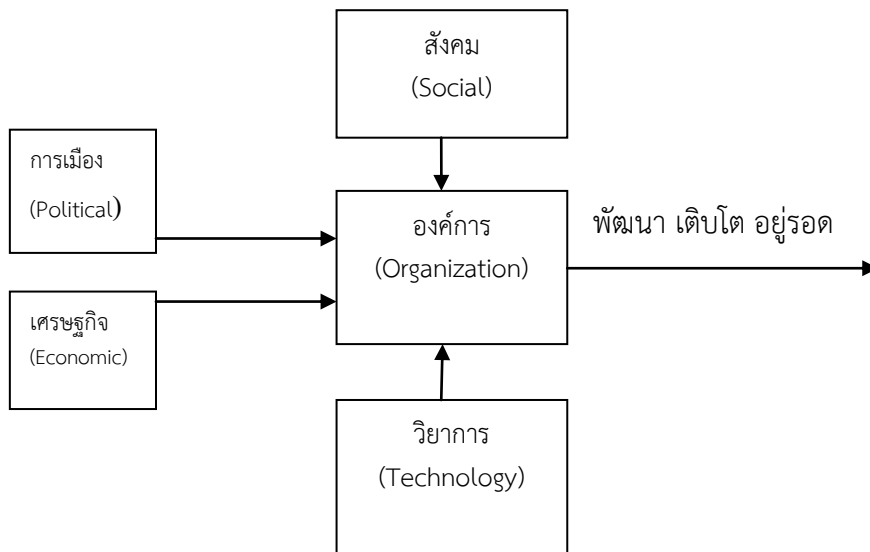 สังคม
(Social)
การเมือง
(Political)
องค์การ
(Organization)
พัฒนา เติบโต อยู่รอด
เศรษฐกิจ
(Economic)
วิยาการ
(Technology)